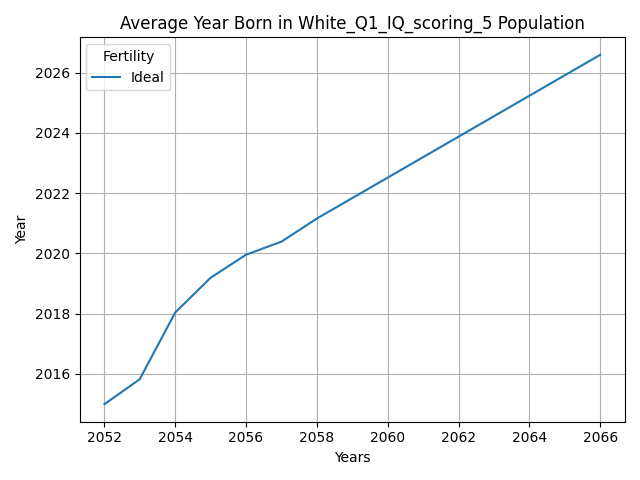 Average Year Born in White_Q1_IQ_scoring_5 Population
Fertility
Ideal
Year
2026
2024
2022
2020
2018
2016
2052 2054 2056 2058 2060 2062 2064 2066
Years